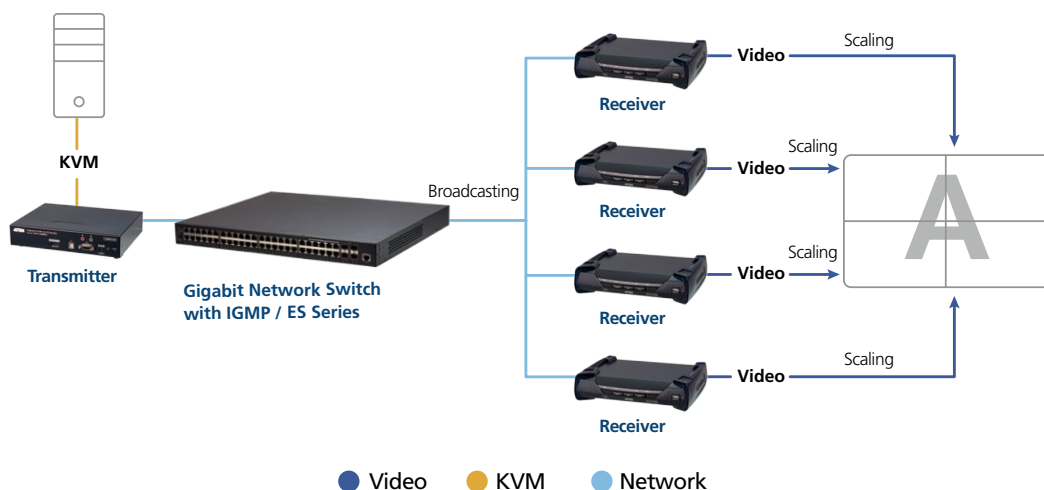 KVM
Transmitter
Gigabit Network Switch
with IGMP / ES Series
Broadcasting
Receiver
Video
Scaling
Receiver
Video
Scaling
Receiver
Video
Scaling
Receiver
Video
Scaling
A
Video
KVM
Network